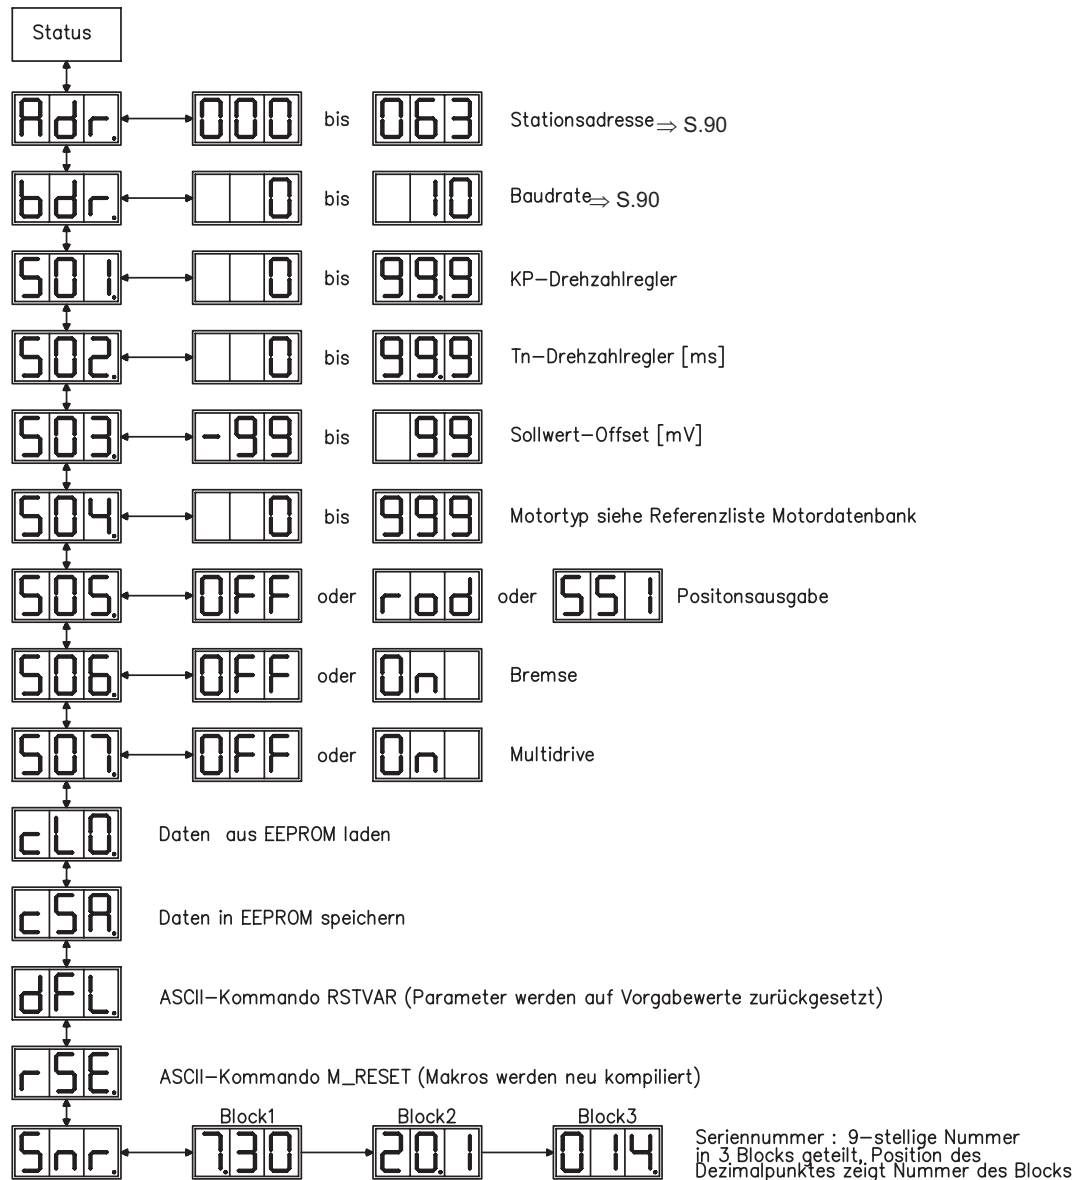 Status
Adr. 000 bis 063 Stationsadresse ⇒ S.90
bdr. 0 bis 10 Baudrate ⇒ S.90
S01. 0 bis 99.9 KP-Drehzahlregler
S02. 0 bis 99.9 Tn-Drehzahlregler [ms]
S03. -99 bis 99 Sollwert-Offset [mV]
S04. 0 bis 999 Motortyp siehe Referenzliste Motordatenbank
S05. OFF oder rod oder SSI Positonsausgabe
S06. OFF oder On Bremse
S07. OFF oder On Multidrive
cLO. Daten aus EEPROM laden
cSA. Daten in EEPROM speichern
dFL. ASCII-Kommando RSTVAR (Parameter werden auf Vorgabewerte zurückgesetzt)
rSE. ASCII-Kommando M_RESET (Makros werden neu kompiliert)
Block1 Block2 Block3
Snr. 7.30 20.1 014.
Seriennummer : 9-stellige Nummer
in 3 Blocks geteilt, Position des
Dezimalpunktes zeigt Nummer des Blocks